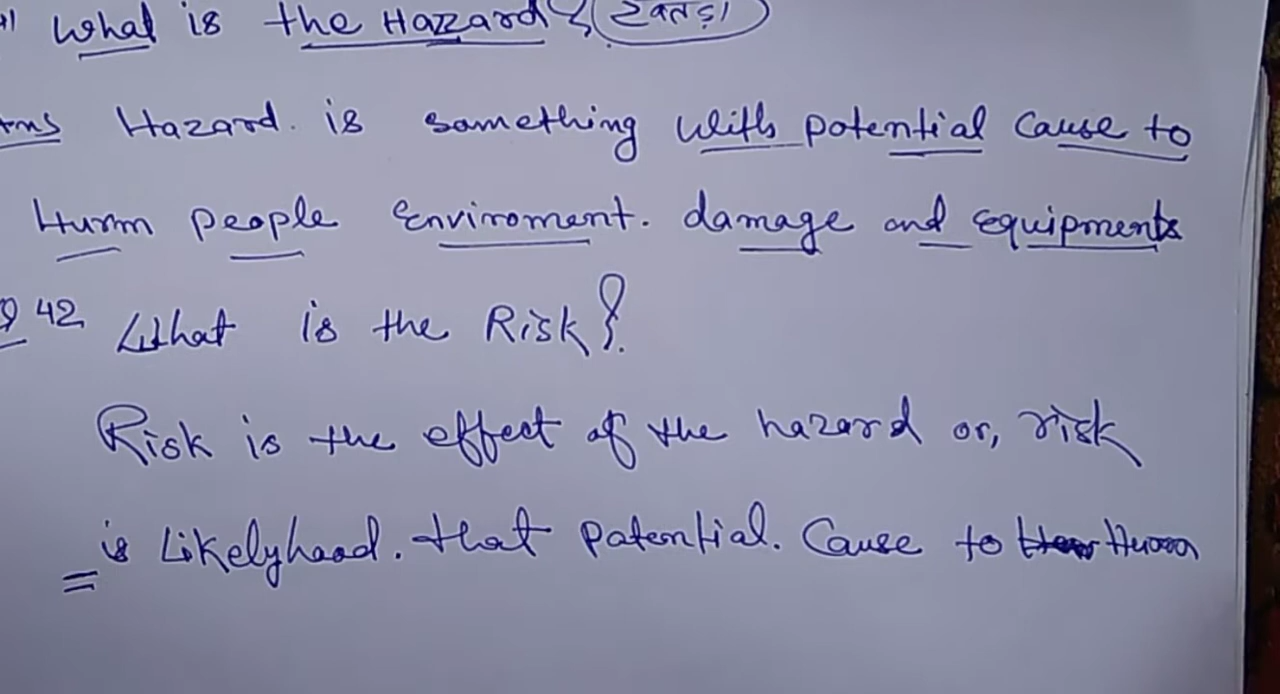 What is the Hazard? (खतरा)
Ans Hazard. is something with potential cause to
Hurm people Enviroment. damage and equipments
Q 42 What is the Risk?
Risk is the effect of the hazard or, risk
is Likelyhood. that potential. Cause to